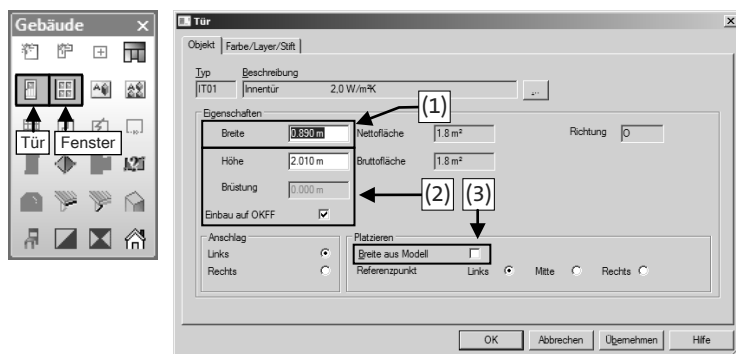 Gebäude
Tür Fenster
Tür
Objekt Farbe/Layer/Stift
Typ Beschreibung
IT01 Innentür 2,0 W/m²K ...
Eigenschaften
(1)
Breite 0.890 m Nettofläche 1.8 m² Richtung O
Höhe 2.010 m Bruttofläche 1.8 m²
Brüstung 0.000 m
(2) (3)
Einbau auf OKFF
Anschlag Platzieren
Links Breite aus Modell
Rechts Referenzpunkt Links Mitte Rechts
OK Abbrechen Übernehmen Hilfe